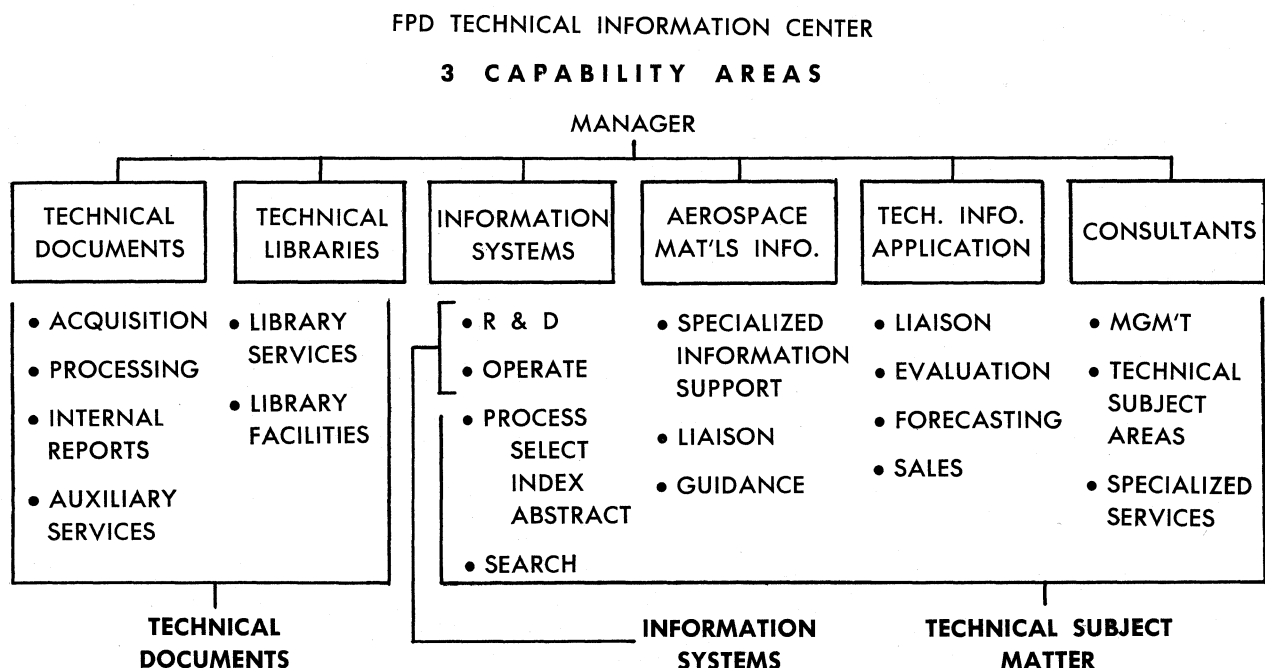 FPD TECHNICAL INFORMATION CENTER
3 CAPABILITY AREAS
MANAGER
TECHNICAL
DOCUMENTS
TECHNICAL
LIBRARIES
INFORMATION
SYSTEMS
AEROSPACE
MAT'LS INFO.
TECH. INFO.
APPLICATION
CONSULTANTS
• ACQUISITION
• PROCESSING
• INTERNAL
REPORTS
• AUXILIARY
SERVICES
• LIBRARY
SERVICES
• LIBRARY
FACILITIES
• R & D
• OPERATE
• PROCESS
SELECT
INDEX
ABSTRACT
• SEARCH
• SPECIALIZED
INFORMATION
SUPPORT
• LIAISON
• GUIDANCE
• LIAISON
• EVALUATION
• FORECASTING
• SALES
• MGM'T
• TECHNICAL
SUBJECT
AREAS
• SPECIALIZED
SERVICES
TECHNICAL
DOCUMENTS
INFORMATION
SYSTEMS
TECHNICAL SUBJECT
MATTER